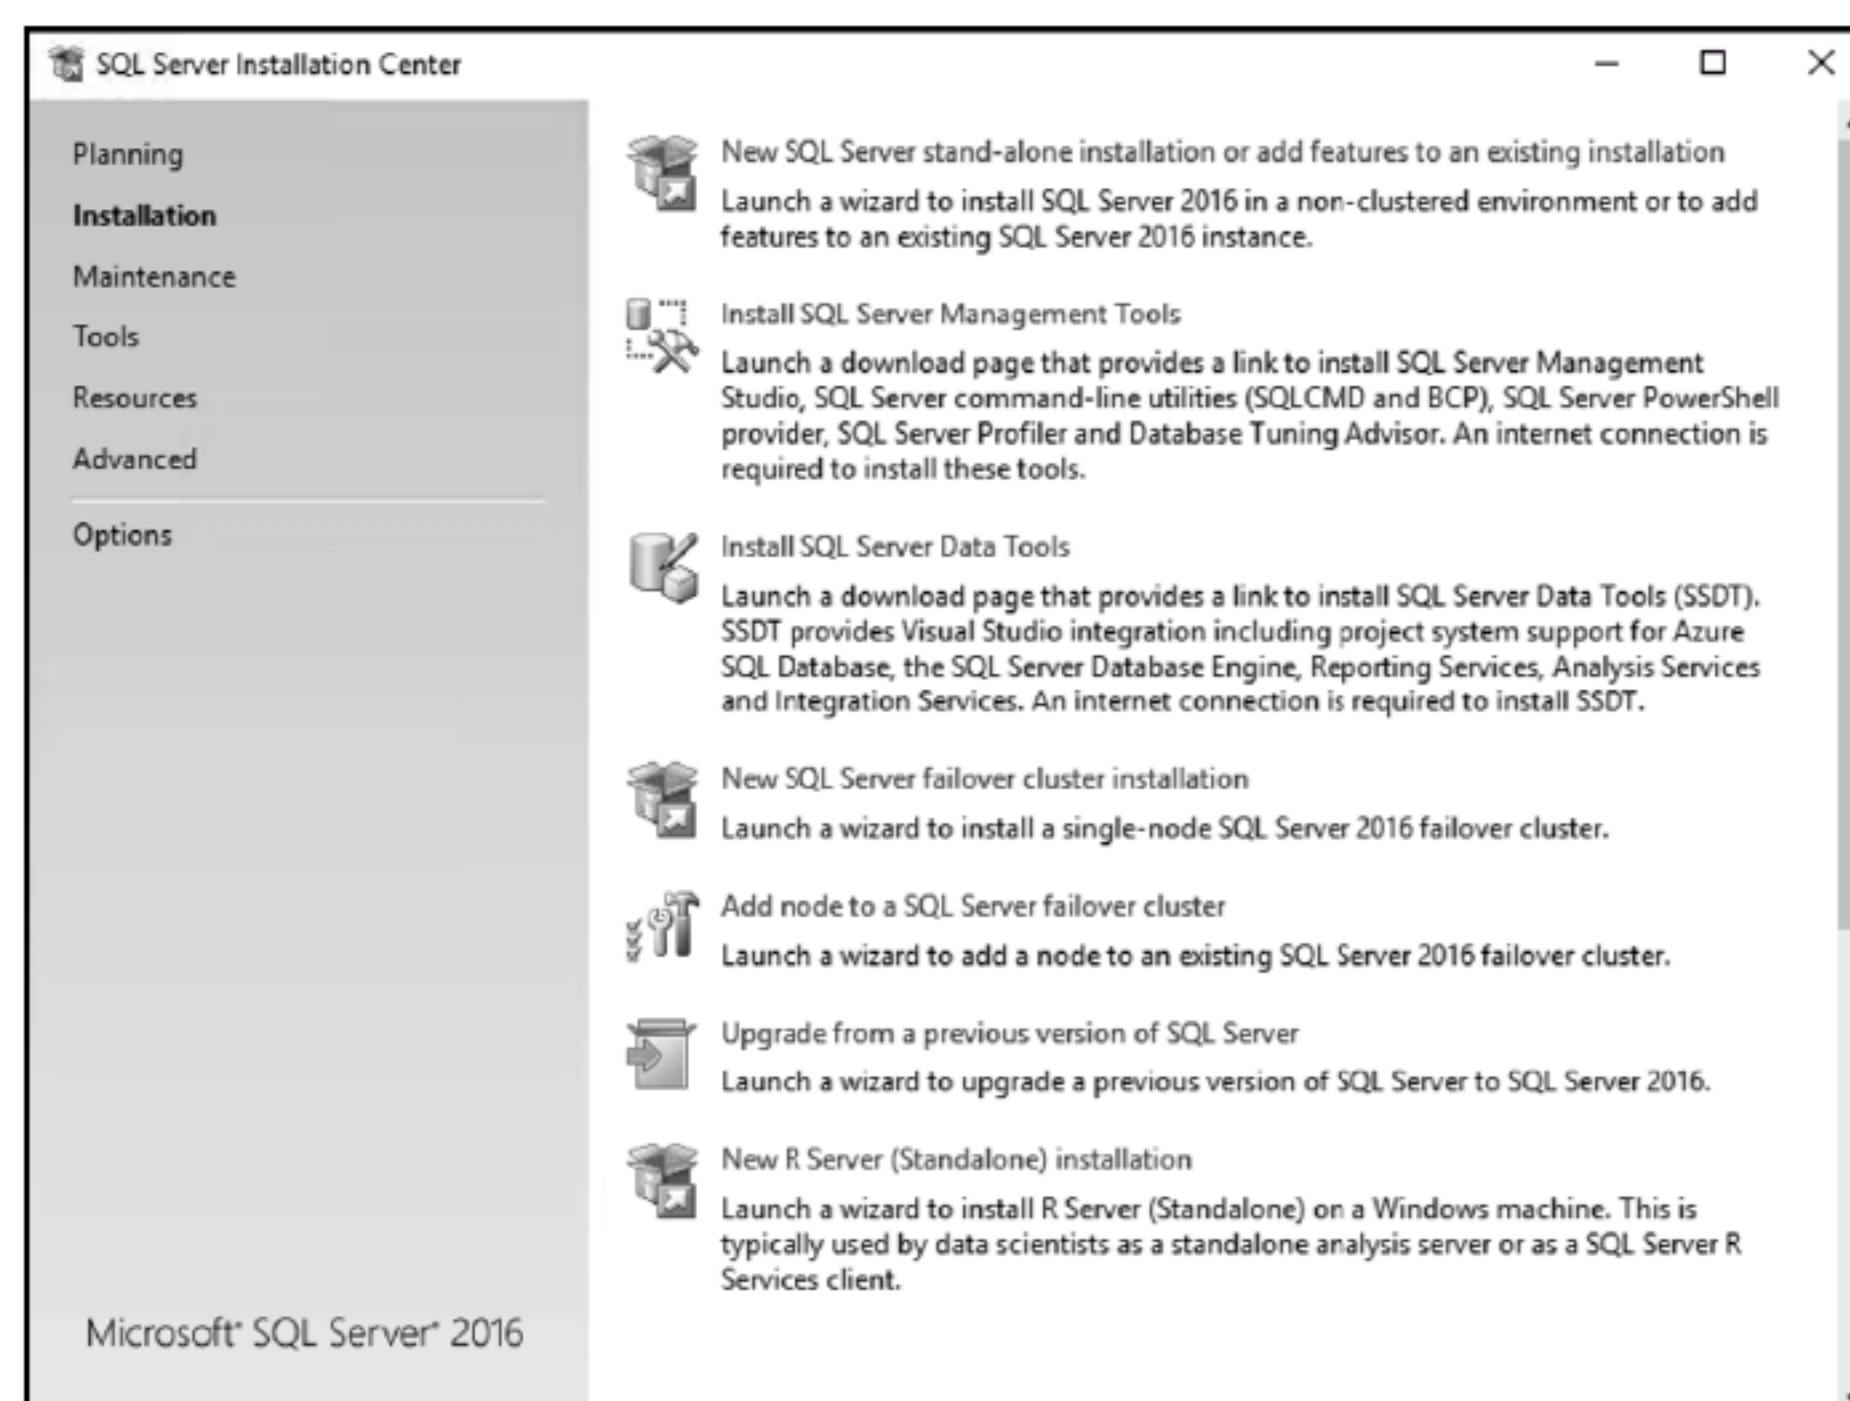 SQL Server Installation Center
Planning
Installation
Maintenance
Tools
Resources
Advanced
Options
Microsoft® SQL Server® 2016
New SQL Server stand-alone installation or add features to an existing installation
Launch a wizard to install SQL Server 2016 in a non-clustered environment or to add
features to an existing SQL Server 2016 instance.
Install SQL Server Management Tools
Launch a download page that provides a link to install SQL Server Management
Studio, SQL Server command-line utilities (SQLCMD and BCP), SQL Server PowerShell
provider, SQL Server Profiler and Database Tuning Advisor. An internet connection is
required to install these tools.
Install SQL Server Data Tools
Launch a download page that provides a link to install SQL Server Data Tools (SSDT).
SSDT provides Visual Studio integration including project system support for Azure
SQL Database, the SQL Server Database Engine, Reporting Services, Analysis Services
and Integration Services. An internet connection is required to install SSDT.
New SQL Server failover cluster installation
Launch a wizard to install a single-node SQL Server 2016 failover cluster.
Add node to a SQL Server failover cluster
Launch a wizard to add a node to an existing SQL Server 2016 failover cluster.
Upgrade from a previous version of SQL Server
Launch a wizard to upgrade a previous version of SQL Server to SQL Server 2016.
New R Server (Standalone) installation
Launch a wizard to install R Server (Standalone) on a Windows machine. This is
typically used by data scientists as a standalone analysis server or as a SQL Server R
Services client.